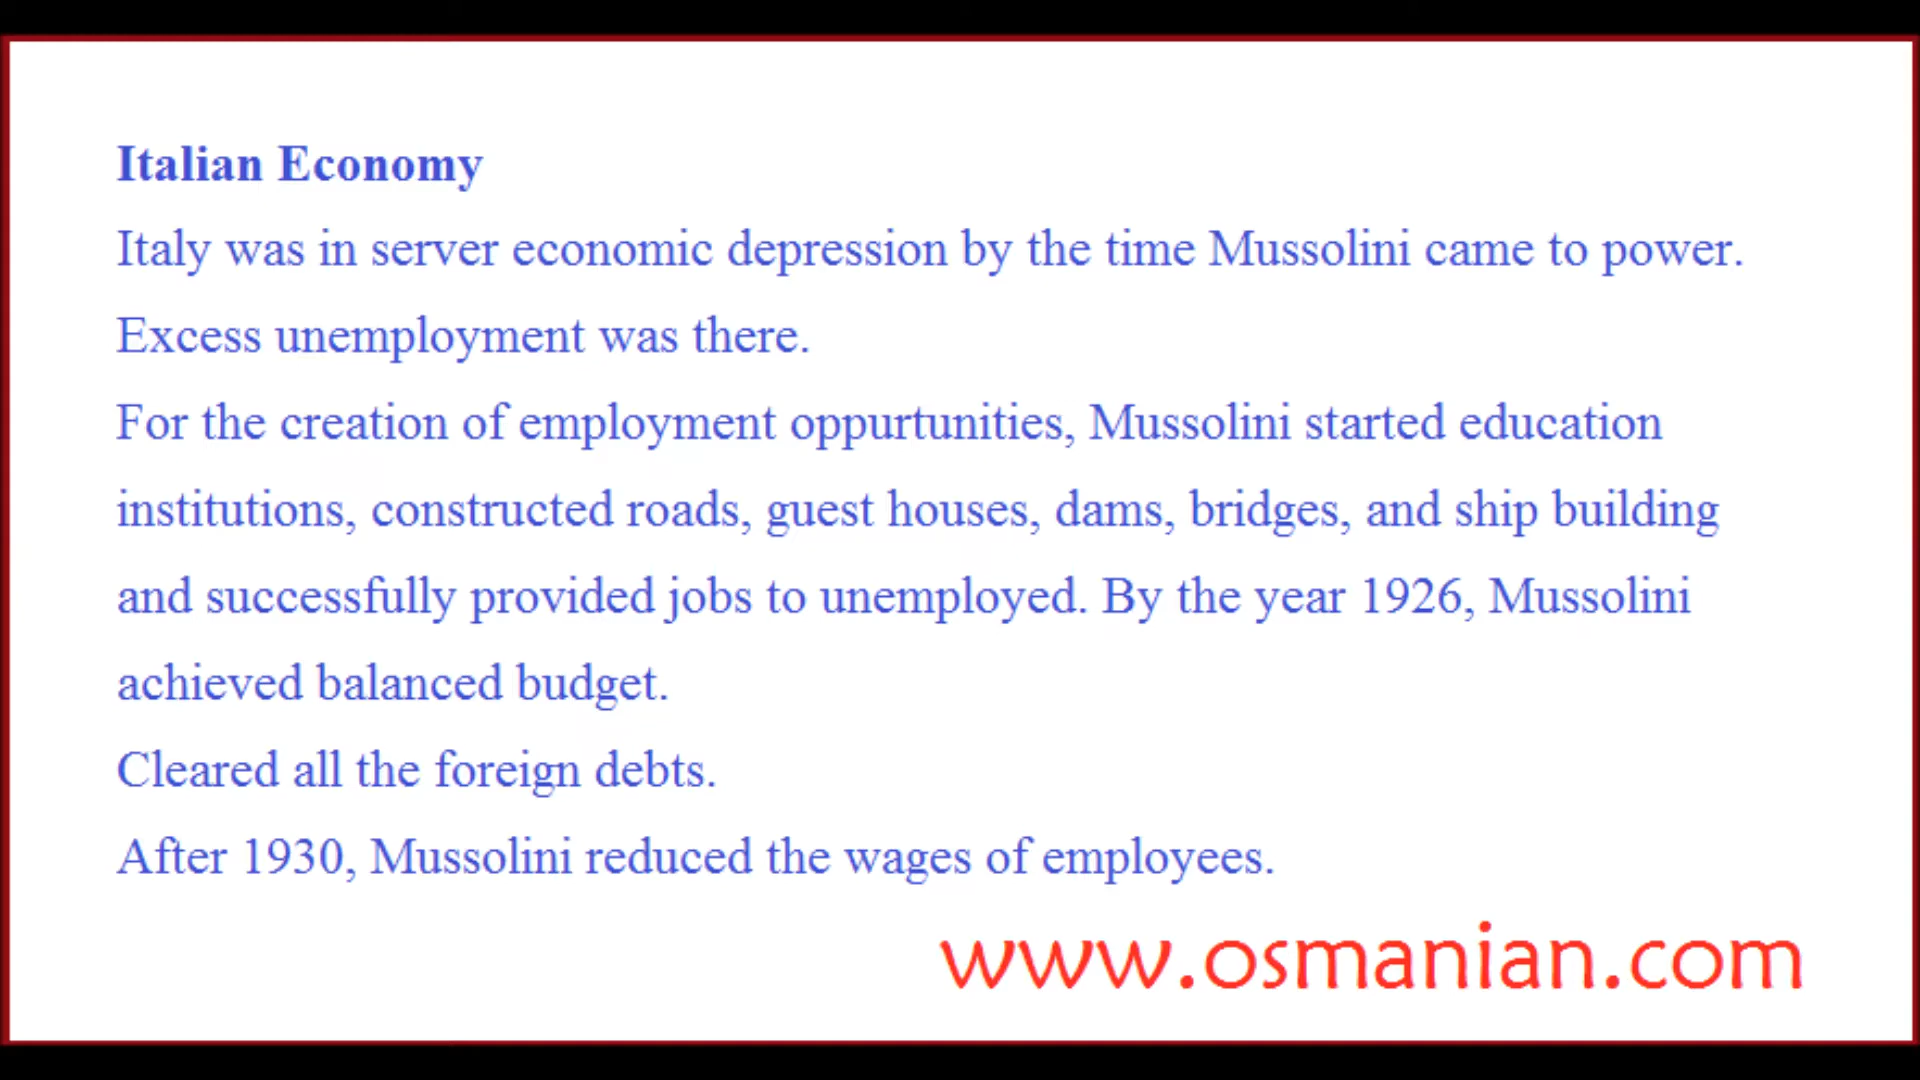 Italian Economy
Italy was in server economic depression by the time Mussolini came to power.
Excess unemployment was there.
For the creation of employment oppurtunities, Mussolini started education
institutions, constructed roads, guest houses, dams, bridges, and ship building
and successfully provided jobs to unemployed. By the year 1926, Mussolini
achieved balanced budget.
Cleared all the foreign debts.
After 1930, Mussolini reduced the wages of employees.
www.osmanian.com